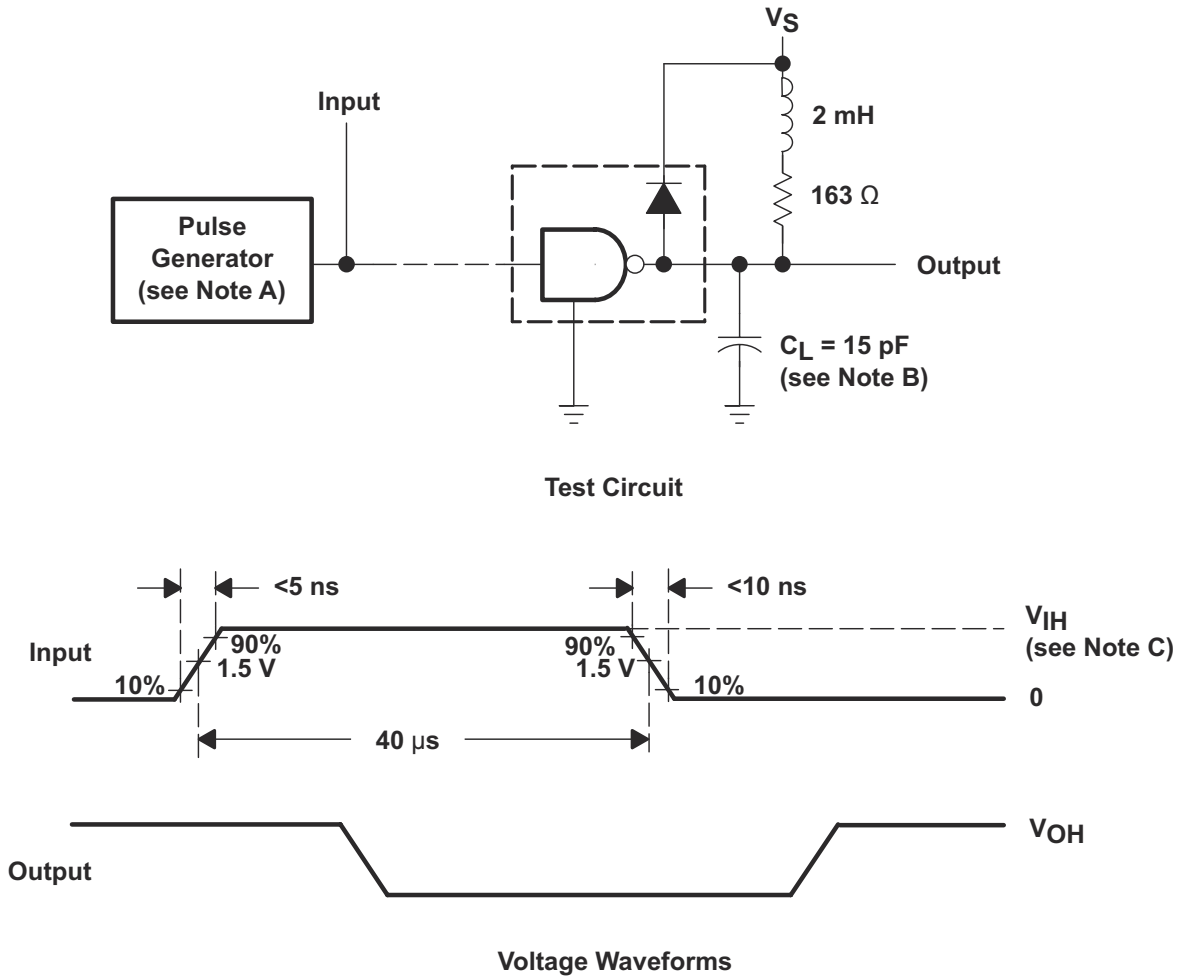 VS
Input
2 mH
163 Ω
Pulse
Generator
(see Note A)
Output
CL = 15 pF
(see Note B)
Test Circuit
<5 ns
<10 ns
VIH
(see Note C)
Input
90%
1.5 V
10%
90%
1.5 V
10%
0
40 μs
VOH
Output
Voltage Waveforms